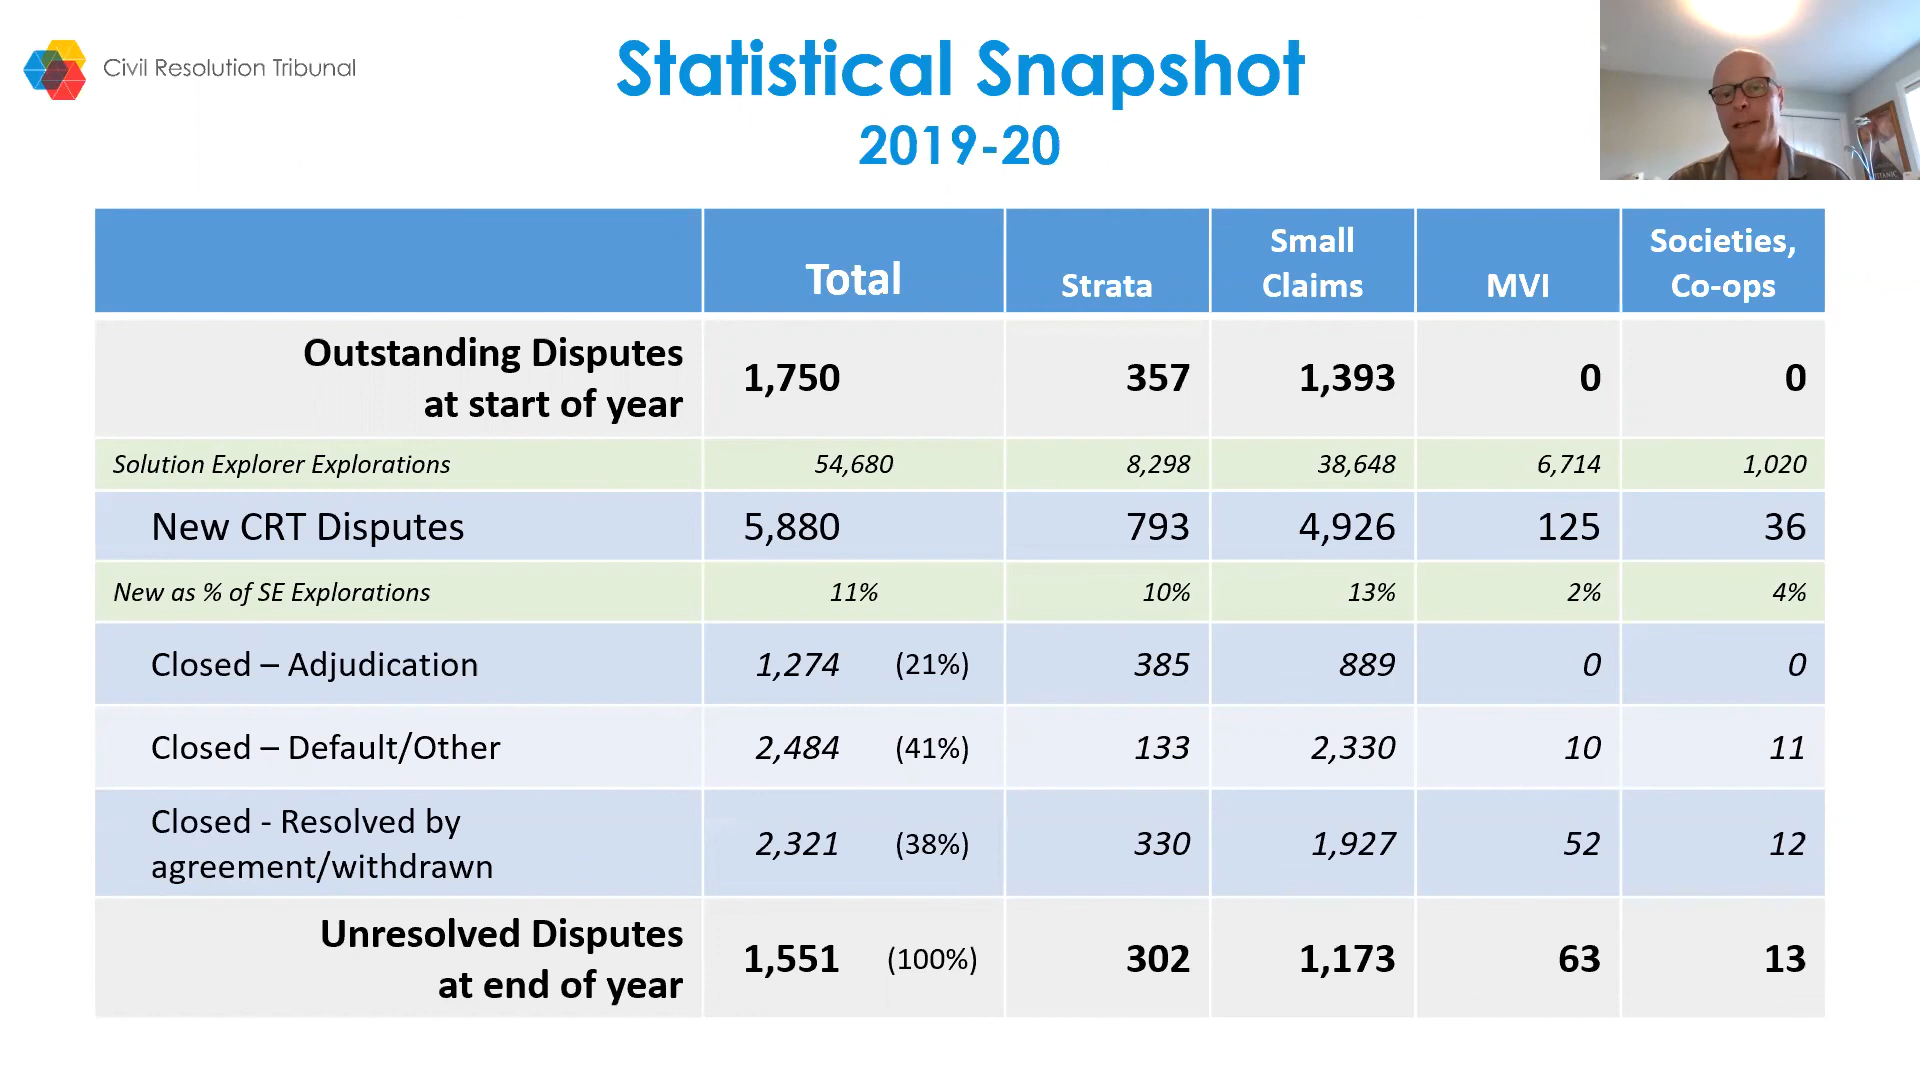 Civil Resolution Tribunal
Statistical Snapshot
2019-20
TITANIC
Total
Strata
Small
Claims
MVI
Societies,
Co-ops
Outstanding Disputes
at start of year
1,750 357 1,393 0 0
Solution Explorer Explorations 54,680 8,298 38,648 6,714 1,020
New CRT Disputes 5,880 793 4,926 125 36
New as % of SE Explorations 11% 10% 13% 2% 4%
Closed – Adjudication 1,274 (21%) 385 889 0 0
Closed – Default/Other 2,484 (41%) 133 2,330 10 11
Closed - Resolved by
agreement/withdrawn
2,321 (38%) 330 1,927 52 12
Unresolved Disputes
at end of year
1,551 (100%) 302 1,173 63 13